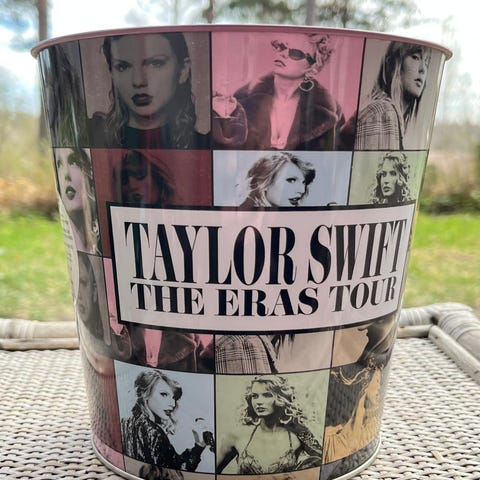 TAYLOR SWIFT
THE ERAS TOUR